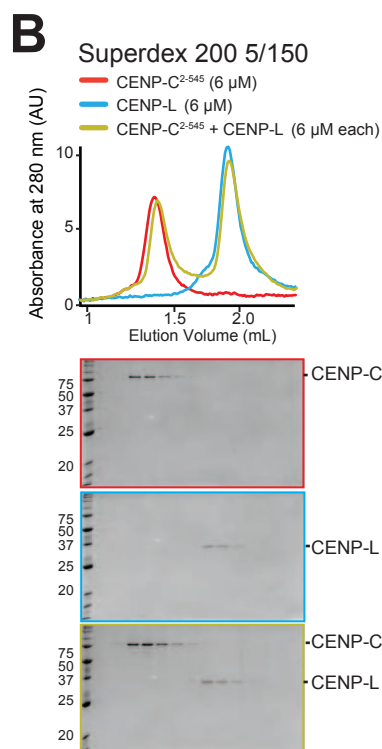 B
Superdex 200 5/150
CENP-C²⁻⁵⁴⁵ (6 µM)
CENP-L (6 µM)
CENP-C²⁻⁵⁴⁵ + CENP-L (6 µM each)
Absorbance at 280 nm (AU)
10
5
0
1 1.5 2.0
Elution Volume (mL)
75
50
37
25
20
CENP-C
75
50
37
25
20
CENP-L
75
50
37
25
20
CENP-C
CENP-L